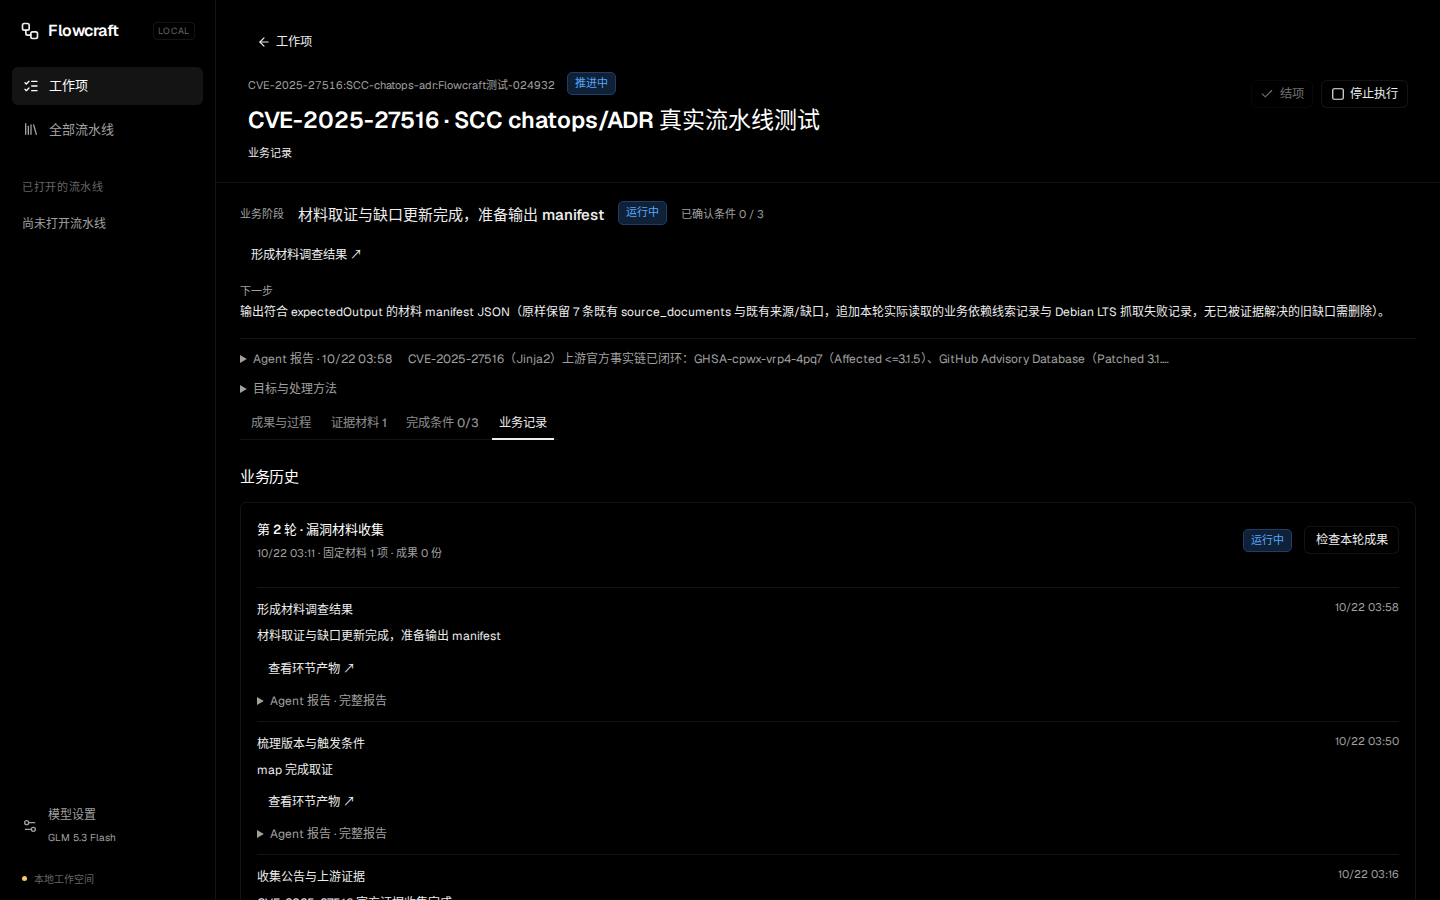 Flowcraft LOCAL
工作项
全部流水线
已打开的流水线
尚未打开流水线
模型设置
GLM 5.3 Flash
本地工作空间
← 工作项
CVE-2025-27516:SCC-chatops-adr:Flowcraft测试-024932 推进中
结项 停止执行
CVE-2025-27516 · SCC chatops/ADR 真实流水线测试
业务记录
业务阶段 材料取证与缺口更新完成，准备输出 manifest 运行中 已确认条件 0 / 3
形成材料调查结果 ↗
下一步
输出符合 expectedOutput 的材料 manifest JSON（原样保留 7 条既有 source_documents 与既有来源/缺口，追加本轮实际读取的业务依赖线索记录与 Debian LTS 抓取失败记录，无已被证据解决的旧缺口需删除）。
▶ Agent 报告 · 10/22 03:58 CVE-2025-27516（Jinja2）上游官方事实链已闭环：GHSA-cpwx-vrp4-4pq7（Affected <=3.1.5）、GitHub Advisory Database（Patched 3.1....
▶ 目标与处理方法
成果与过程 证据材料 1 完成条件 0/3 业务记录
业务历史
第 2 轮 · 漏洞材料收集
10/22 03:11 · 固定材料 1 项 · 成果 0 份
运行中 检查本轮成果
形成材料调查结果 10/22 03:58
材料取证与缺口更新完成，准备输出 manifest
查看环节产物 ↗
▶ Agent 报告 · 完整报告
梳理版本与触发条件 10/22 03:50
map 完成取证
查看环节产物 ↗
▶ Agent 报告 · 完整报告
收集公告与上游证据 10/22 03:16
CVE-2025-27516 官方证据收集完成